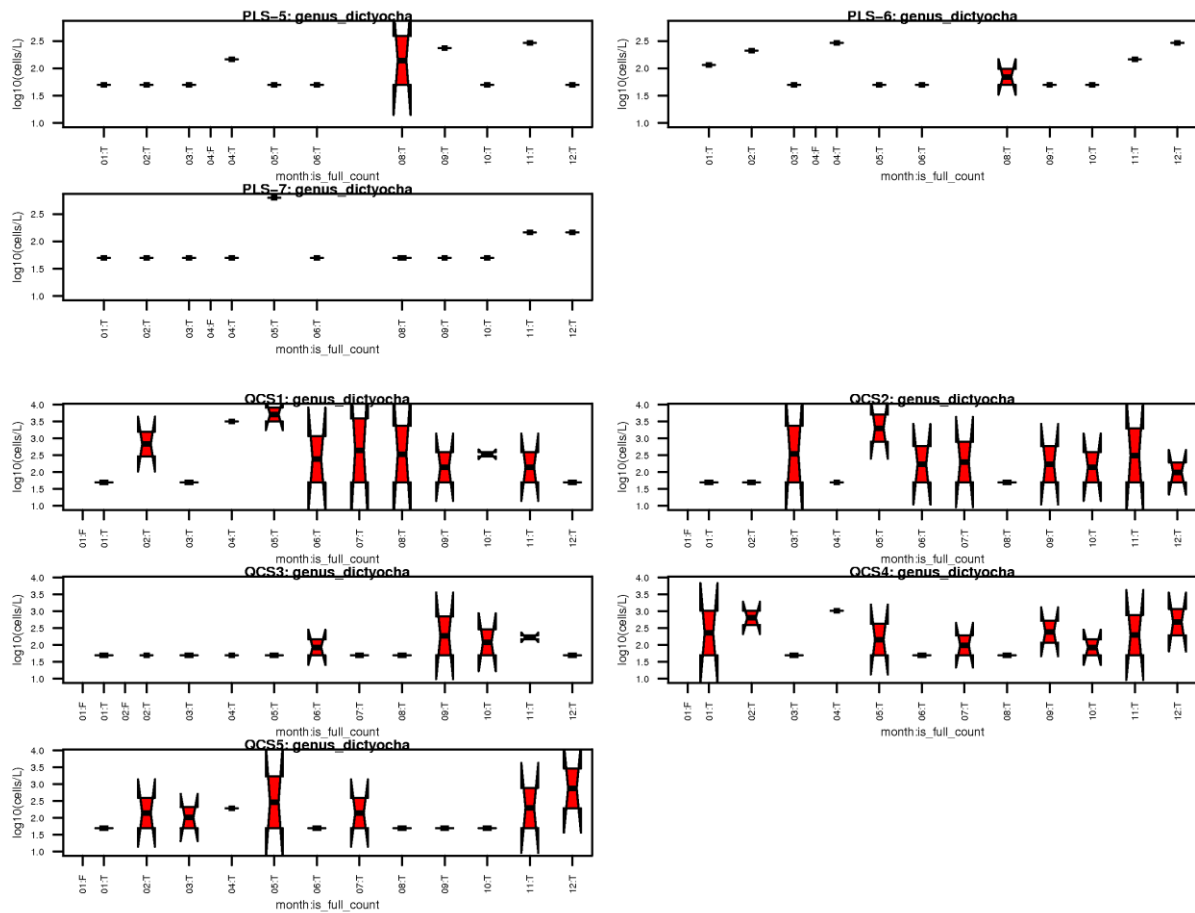 PLS-5: genus_dictyocha
log10(cells/L)
2.5
2.0
1.5
1.0
01:T 02:T 03:T 04:F 04:T 05:T 06:T 08:T 09:T 10:T 11:T 12:T
month:is_full_count
PLS-6: genus_dictyocha
log10(cells/L)
2.5
2.0
1.5
1.0
01:T 02:T 03:T 04:F 04:T 05:T 06:T 08:T 09:T 10:T 11:T 12:T
month:is_full_count
PLS-7: genus_dictyocha
log10(cells/L)
2.5
2.0
1.5
1.0
01:T 02:T 03:T 04:F 04:T 05:T 06:T 08:T 09:T 10:T 11:T 12:T
month:is_full_count
QCS1: genus_dictyocha
log10(cells/L)
4.0
3.5
3.0
2.5
2.0
1.5
1.0
01:F 02:T 03:T 04:T 05:T 06:T 07:T 08:T 09:T 10:T 11:T 12:T
month:is_full_count
QCS2: genus_dictyocha
log10(cells/L)
4.0
3.5
3.0
2.5
2.0
1.5
1.0
01:F 01:T 02:T 03:T 04:T 05:T 06:T 07:T 08:T 09:T 10:T 11:T 12:T
month:is_full_count
QCS3: genus_dictyocha
log10(cells/L)
4.0
3.5
3.0
2.5
2.0
1.5
1.0
01:F 01:T 02:F 02:T 03:T 04:T 05:T 06:T 07:T 08:T 09:T 10:T 11:T 12:T
month:is_full_count
QCS4: genus_dictyocha
log10(cells/L)
4.0
3.5
3.0
2.5
2.0
1.5
1.0
01:F 01:T 02:T 03:T 04:T 05:T 06:T 07:T 08:T 09:T 10:T 11:T 12:T
month:is_full_count
QCS5: genus_dictyocha
log10(cells/L)
4.0
3.5
3.0
2.5
2.0
1.5
1.0
01:F 01:T 02:T 03:T 04:T 05:T 06:T 07:T 08:T 09:T 10:T 11:T 12:T
month:is_full_count